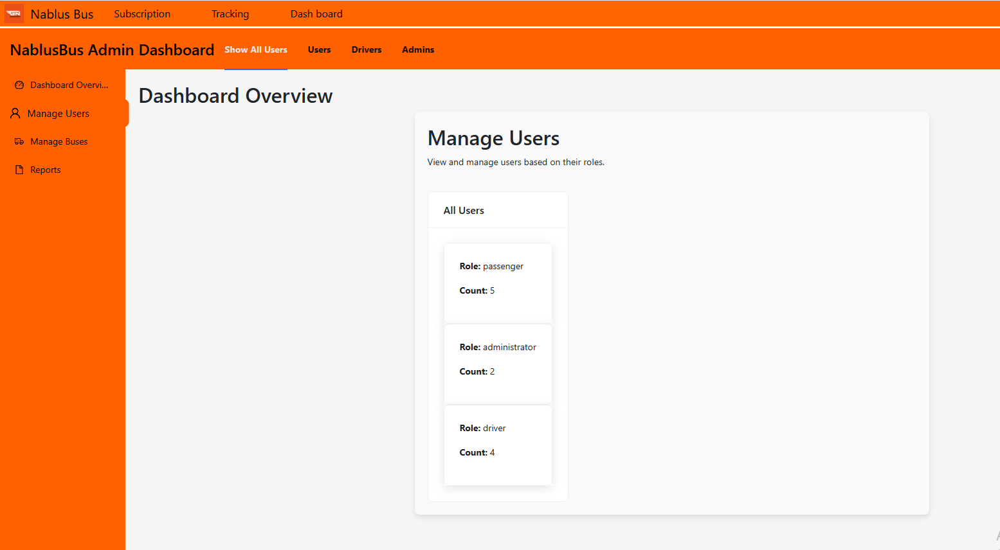 GN Nablus Bus Subscription Tracking Dash board
NablusBus Admin Dashboard Show All Users Users Drivers Admins
Dashboard Overvi...
Manage Users
Manage Buses
Reports
Dashboard Overview
Manage Users
View and manage users based on their roles.
All Users
Role: passenger
Count: 5
Role: administrator
Count: 2
Role: driver
Count: 4